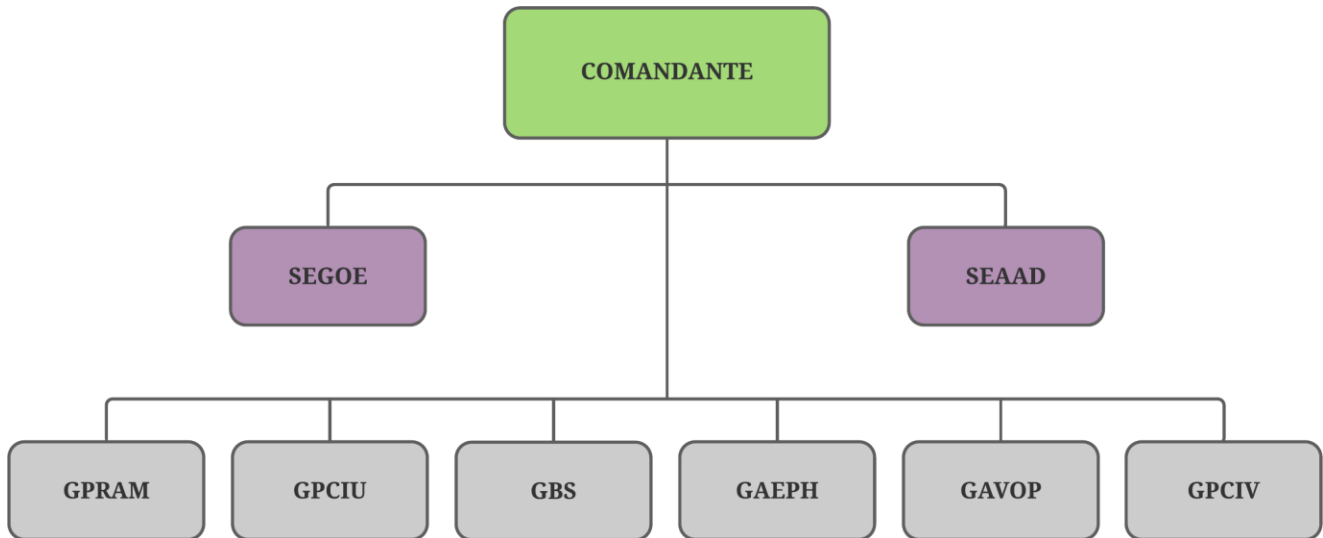 COMANDANTE
SEGOE
SEAAD
GPRAM
GPCIU
GBS
GAEPH
GAVOP
GPCIV